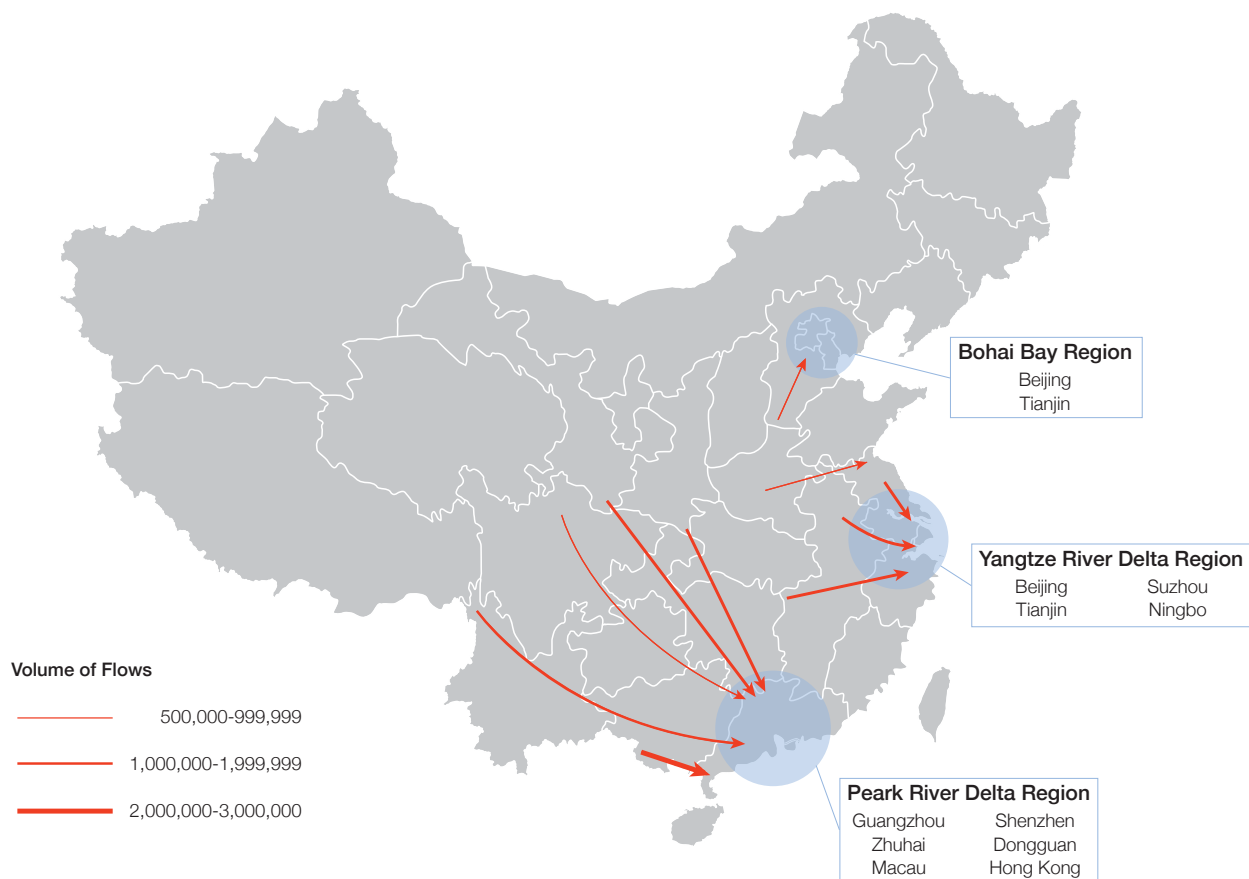 Bohai Bay Region
Beijing
Tianjin
Yangtze River Delta Region
Beijing Suzhou
Tianjin Ningbo
Volume of Flows
500,000-999,999
1,000,000-1,999,999
2,000,000-3,000,000
Peark River Delta Region
Guangzhou Shenzhen
Zhuhai Dongguan
Macau Hong Kong